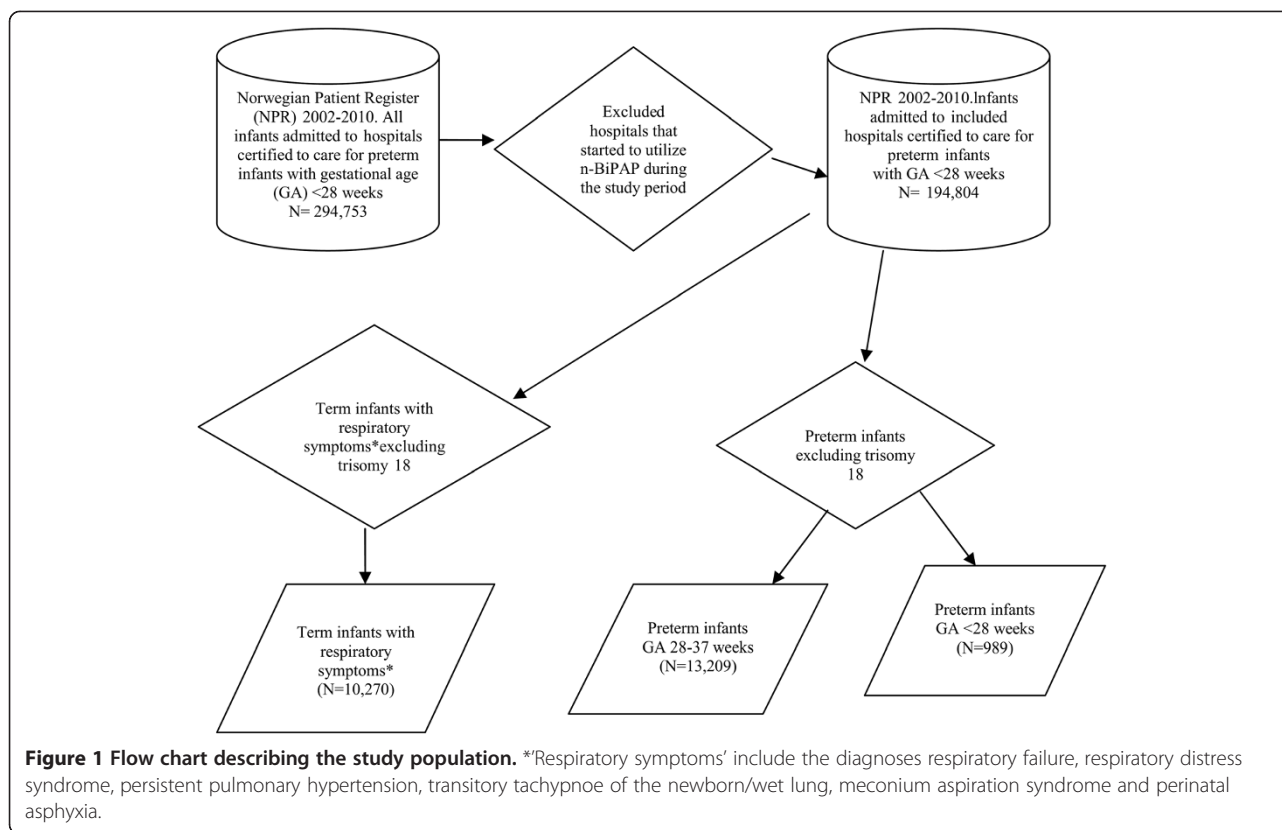 Norwegian Patient Register
(NPR) 2002-2010. All
infants admitted to hospitals
certified to care for preterm
infants with gestational age
(GA) <28 weeks
N= 294,753
Excluded
hospitals that
started to utilize
n-BiPAP during
the study period
NPR 2002-2010.Infants
admitted to included
hospitals certified to care for
preterm infants
with GA <28 weeks
N= 194,804
Term infants with
respiratory
symptoms*excluding
trisomy 18
Preterm infants
excluding trisomy
18
Term infants with
respiratory
symptoms*
(N=10,270)
Preterm infants
GA 28-37 weeks
(N=13,209)
Preterm infants
GA <28 weeks
(N=989)
Figure 1 Flow chart describing the study population. *‘Respiratory symptoms’ include the diagnoses respiratory failure, respiratory distress
syndrome, persistent pulmonary hypertension, transitory tachypnoe of the newborn/wet lung, meconium aspiration syndrome and perinatal
asphyxia.